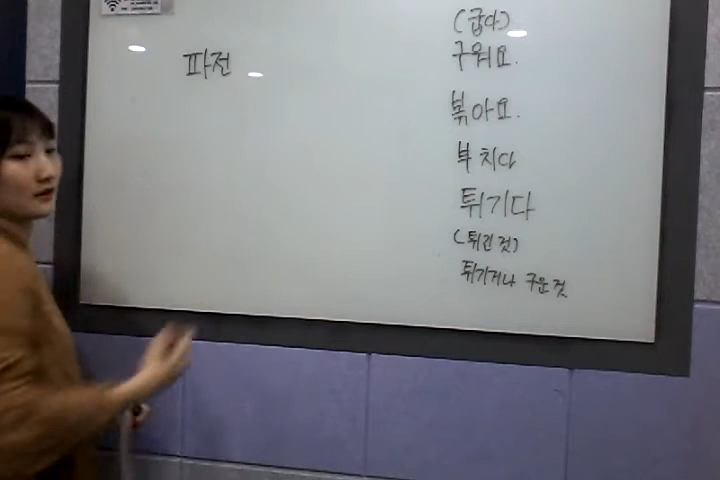 파전
(굽다)
구워요.
볶아요.
부치다
튀기다
(튀긴 것)
튀기거나 구운 것